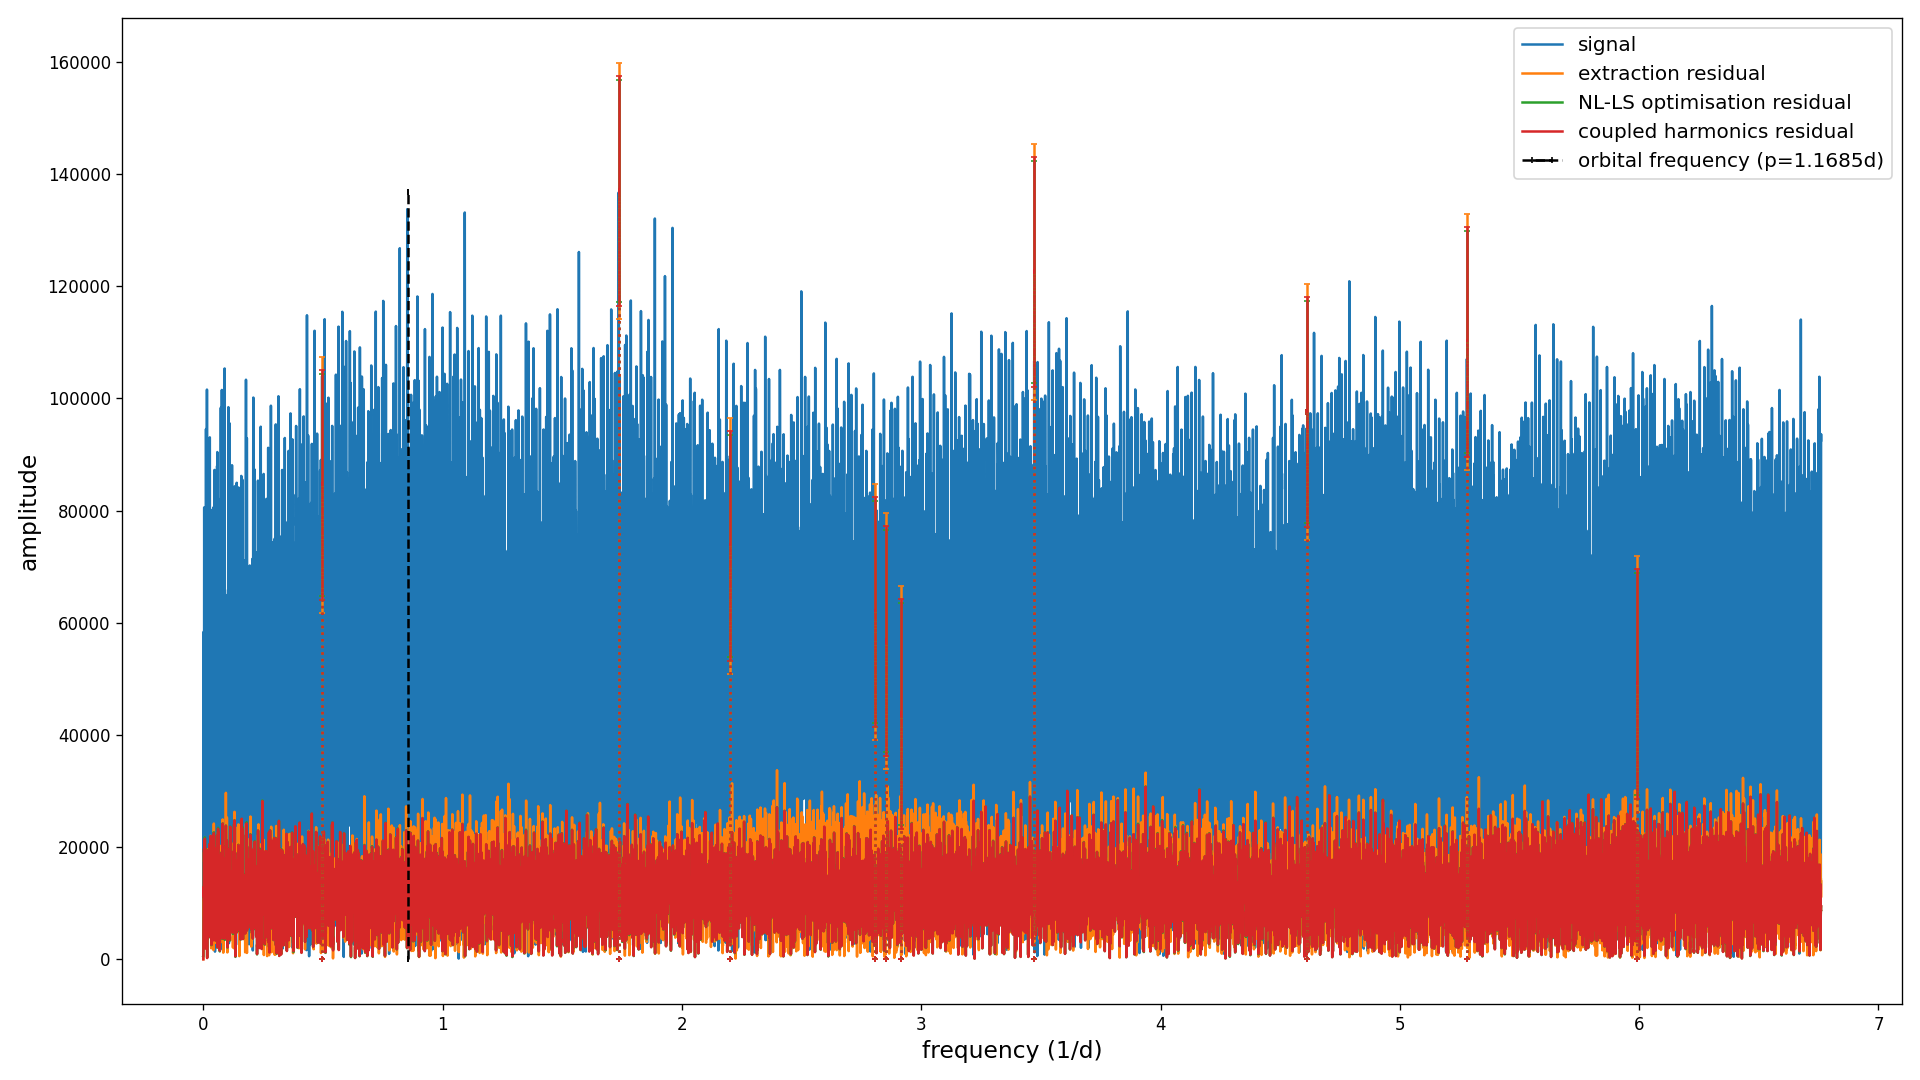 signal
extraction residual
NL-LS optimisation residual
coupled harmonics residual
orbital frequency (p=1.1685d)
amplitude
160000
140000
120000
100000
80000
60000
40000
20000
0
0 1 2 3 4 5 6 7
frequency (1/d)